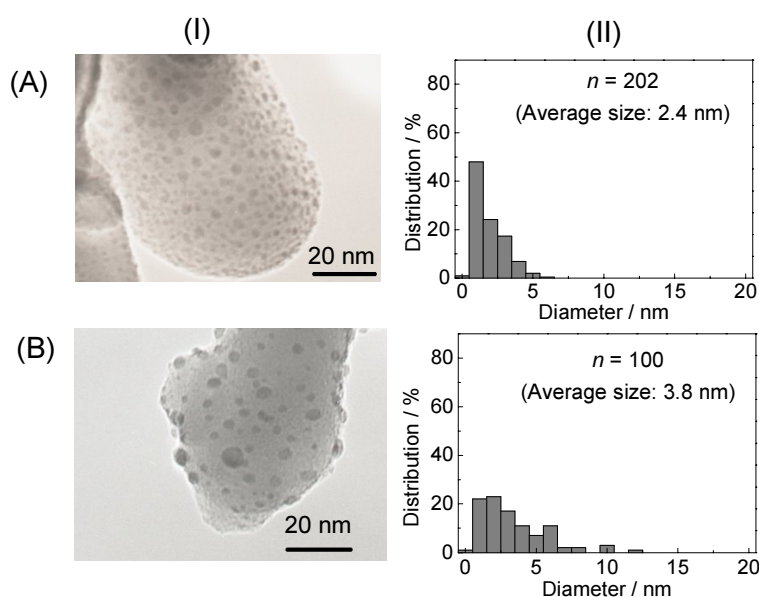 (I)
(II)
(A)
20 nm
Distribution / %
80
60
40
20
0
n = 202
(Average size: 2.4 nm)
0 5 10 15 20
Diameter / nm
(B)
20 nm
Distribution / %
80
60
40
20
0
n = 100
(Average size: 3.8 nm)
0 5 10 15 20
Diameter / nm